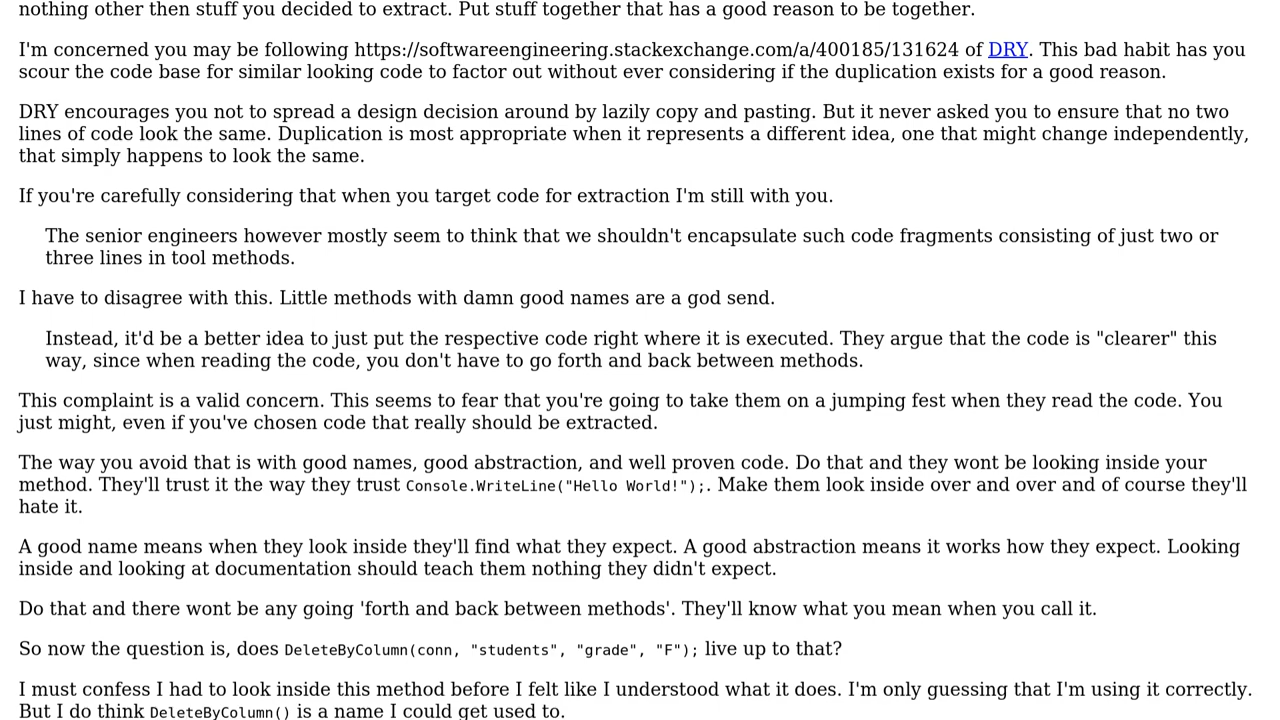 nothing other then stuff you decided to extract. Put stuff together that has a good reason to be together.
I'm concerned you may be following https://softwareengineering.stackexchange.com/a/400185/131624 of DRY. This bad habit has you
scour the code base for similar looking code to factor out without ever considering if the duplication exists for a good reason.
DRY encourages you not to spread a design decision around by lazily copy and pasting. But it never asked you to ensure that no two
lines of code look the same. Duplication is most appropriate when it represents a different idea, one that might change independently,
that simply happens to look the same.
If you're carefully considering that when you target code for extraction I'm still with you.
The senior engineers however mostly seem to think that we shouldn't encapsulate such code fragments consisting of just two or
three lines in tool methods.
I have to disagree with this. Little methods with damn good names are a god send.
Instead, it'd be a better idea to just put the respective code right where it is executed. They argue that the code is "clearer" this
way, since when reading the code, you don't have to go forth and back between methods.
This complaint is a valid concern. This seems to fear that you're going to take them on a jumping fest when they read the code. You
just might, even if you've chosen code that really should be extracted.
The way you avoid that is with good names, good abstraction, and well proven code. Do that and they wont be looking inside your
method. They'll trust it the way they trust Console.WriteLine("Hello World!");. Make them look inside over and over and of course they'll
hate it.
A good name means when they look inside they'll find what they expect. A good abstraction means it works how they expect. Looking
inside and looking at documentation should teach them nothing they didn't expect.
Do that and there wont be any going 'forth and back between methods'. They'll know what you mean when you call it.
So now the question is, does DeleteByColumn(conn, "students", "grade", "F"); live up to that?
I must confess I had to look inside this method before I felt like I understood what it does. I'm only guessing that I'm using it correctly.
But I do think DeleteByColumn() is a name I could get used to.